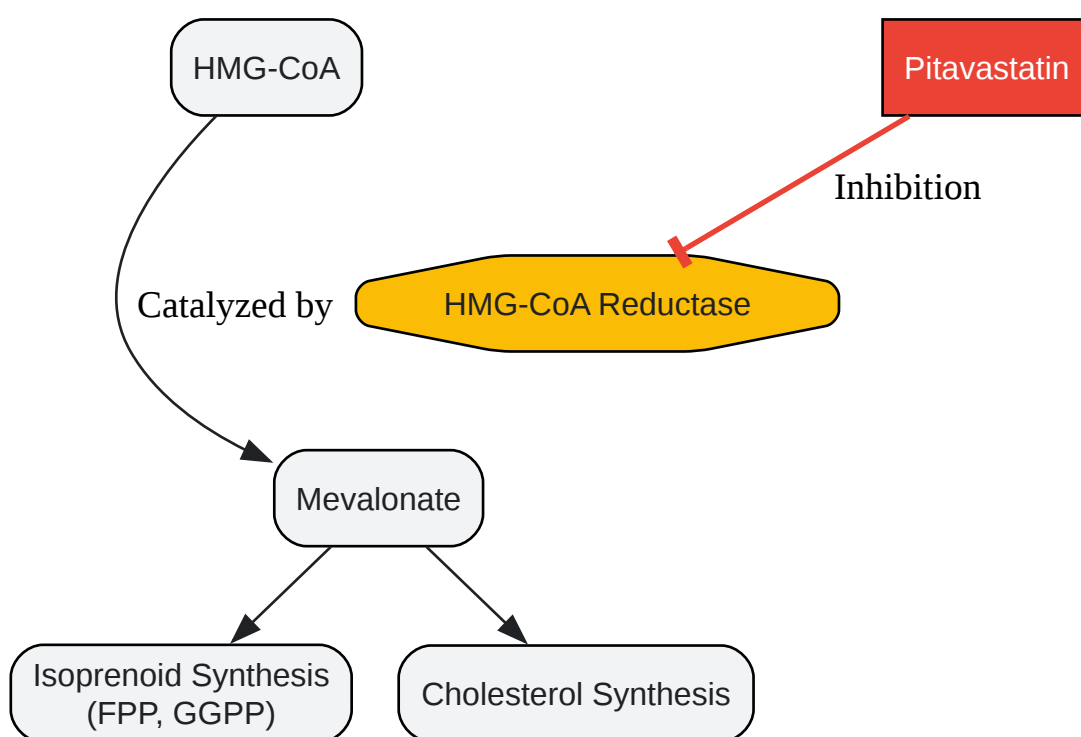 HMG-CoA
Pitavastatin
Inhibition
Catalyzed by
HMG-CoA Reductase
Mevalonate
Isoprenoid Synthesis
(FPP, GGPP)
Cholesterol Synthesis